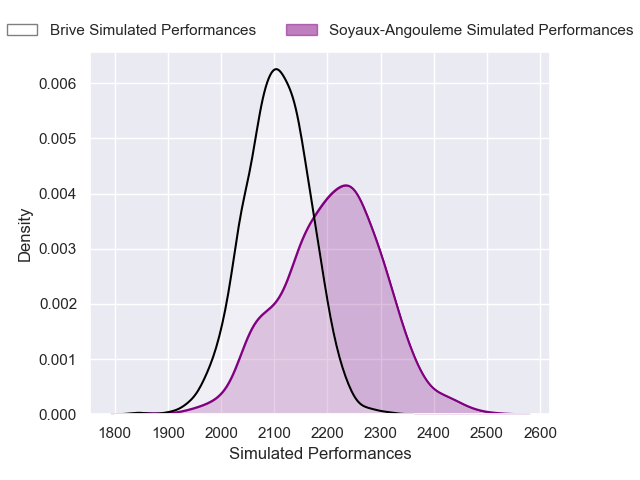 Brive Simulated Performances
Soyaux-Angouleme Simulated Performances
0.006
0.005
0.004
0.003
0.002
0.001
0.000
Density
1800 1900 2000 2100 2200 2300 2400 2500 2600
Simulated Performances